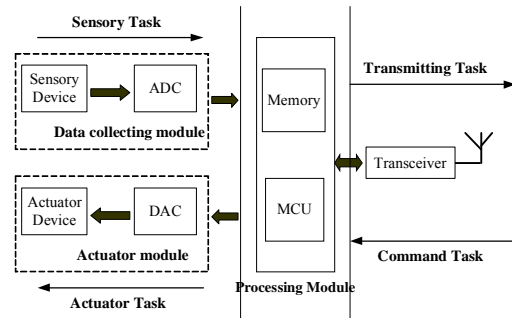 Sensory Task
Sensory
Device
ADC
Data collecting module
Memory
Transmitting Task
Transceiver
Actuator
Device
DAC
Actuator module
MCU
Command Task
Processing Module
Actuator Task